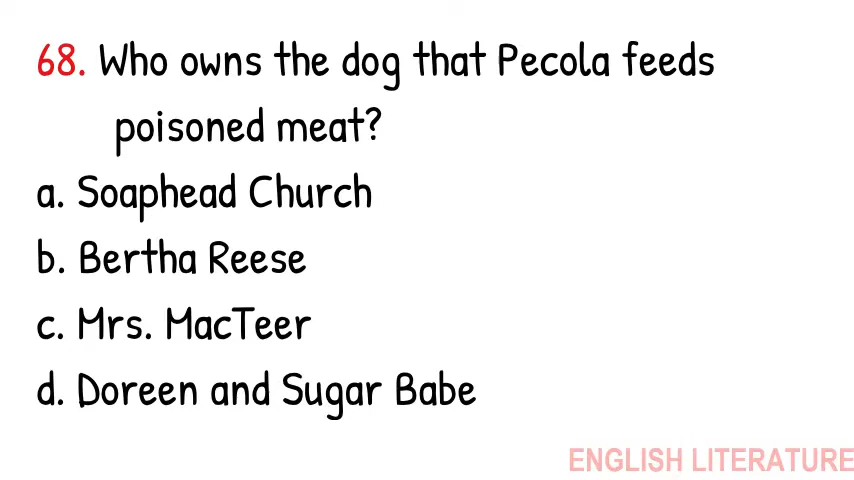 68. Who owns the dog that Pecola feeds
poisoned meat?
a. Soaphead Church
b. Bertha Reese
c. Mrs. MacTeer
d. Doreen and Sugar Babe
ENGLISH LITERATURE